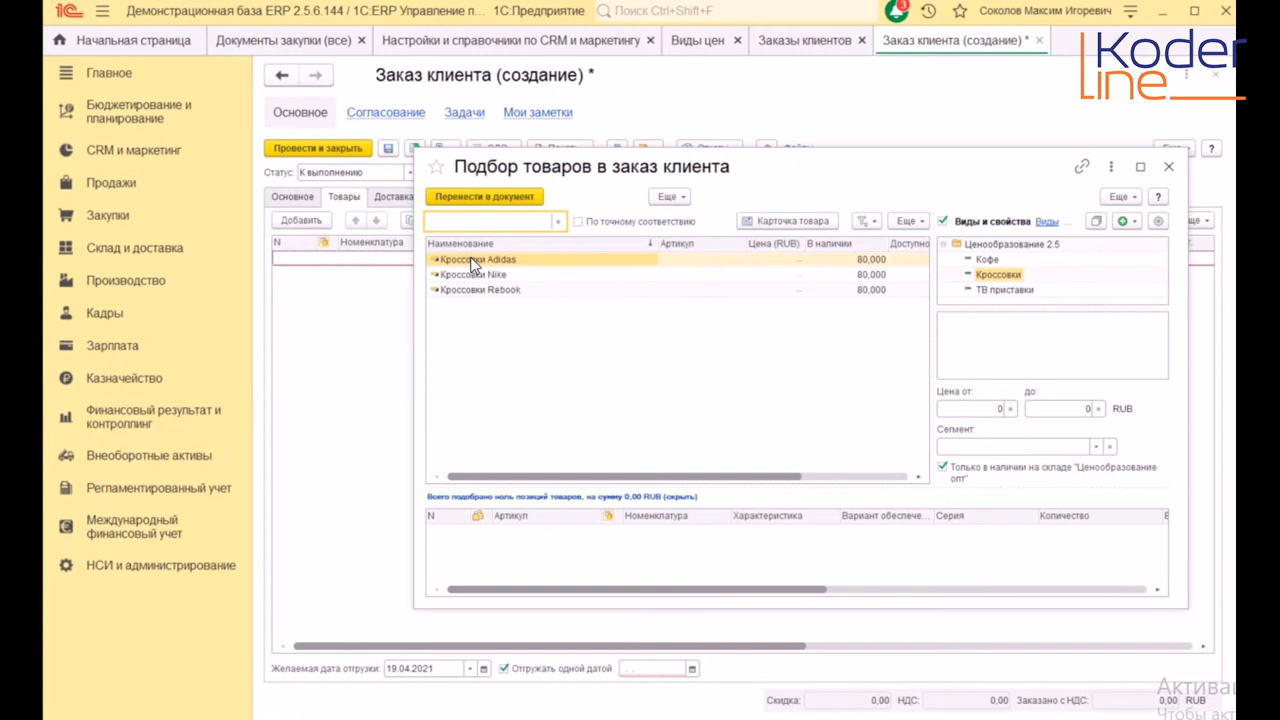 1С Демонстрационная база ERP 2.5.6.144 / 1С:ERP Управление п... 1С:Предприятие Поиск Ctrl+Shift+F 3 Соколов Максим Игоревич
Начальная страница Документы закупки (все) × Настройки и справочники по CRM и маркетингу × Виды цен × Заказы клиентов × Заказ клиента (создание) * ×
Koder
line
Главное
Бюджетирование и
планирование
CRM и маркетинг
Продажи
Закупки
Склад и доставка
Производство
Кадры
Зарплата
Казначейство
Финансовый результат и
контроллинг
Внеоборотные активы
Регламентированный учет
Международный
финансовый учет
НСИ и администрирование
Заказ клиента (создание) *
Основное Согласование Задачи Мои заметки
Провести и закрыть ?
Статус: К выполнению
Основное Товары Доставка
Добавить
N Номенклатура
Подбор товаров в заказ клиента
Перенести в документ Еще Еще ?
По точному соответствию Карточка товара Еще Виды и свойства Виды ...
Наименование Артикул Цена (RUB) В наличии Доступно
Кроссовки Adidas ... 80,000
Кроссовки Nike ... 80,000
Кроссовки Rebook ... 80,000
Ценообразование 2.5
Кофе
Кроссовки
ТВ приставки
Цена от: до:
0 × 0 × RUB
Сегмент:
Только в наличии на складе "Ценообразование
опт"
Всего подобрано ноль позиций товаров, на сумму 0,00 RUB (скрыть)
N Артикул Номенклатура Характеристика Вариант обеспече... Серия Количество Е
Желаемая дата отгрузки: 19.04.2021 Отгружать одной датой . .
Скидка: 0,00 НДС: 0,00 Заказано с НДС: 0,00 RUB